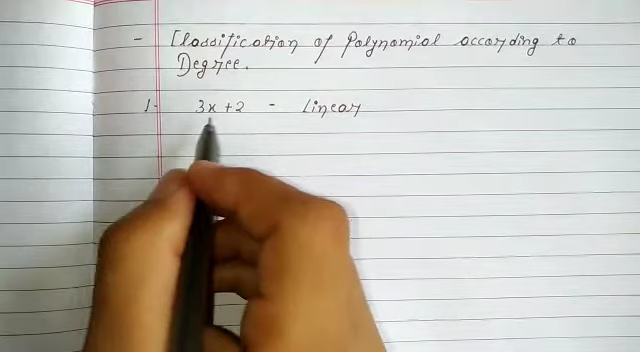 - Classification of Polynomial according to
Degree.
1- 3x+2 - Linear